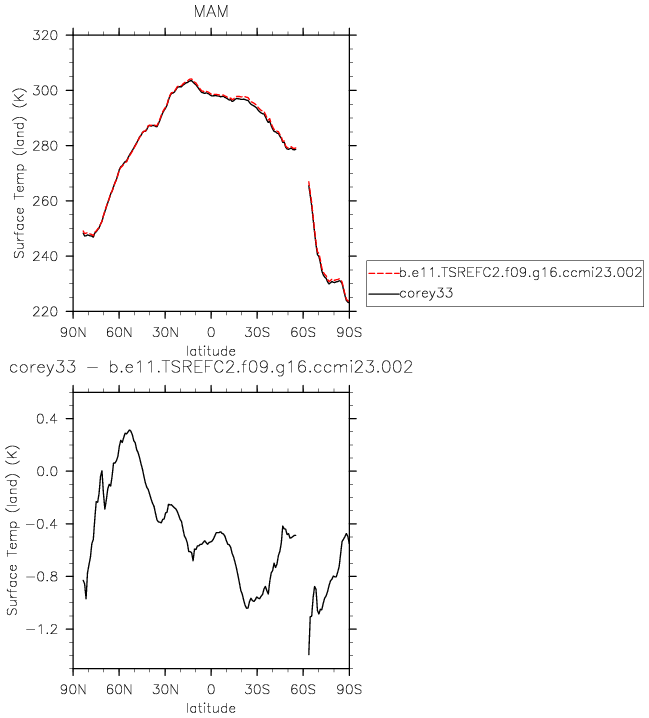 MAM
320
300
280
260
240
220
Surface Temp (land) (K)
90N 60N 30N 0 30S 60S 90S
latitude
b.e11.TSREFC2.f09.g16.ccmi23.002
corey33
corey33 − b.e11.TSREFC2.f09.g16.ccmi23.002
0.4
0.0
−0.4
−0.8
−1.2
Surface Temp (land) (K)
90N 60N 30N 0 30S 60S 90S
latitude